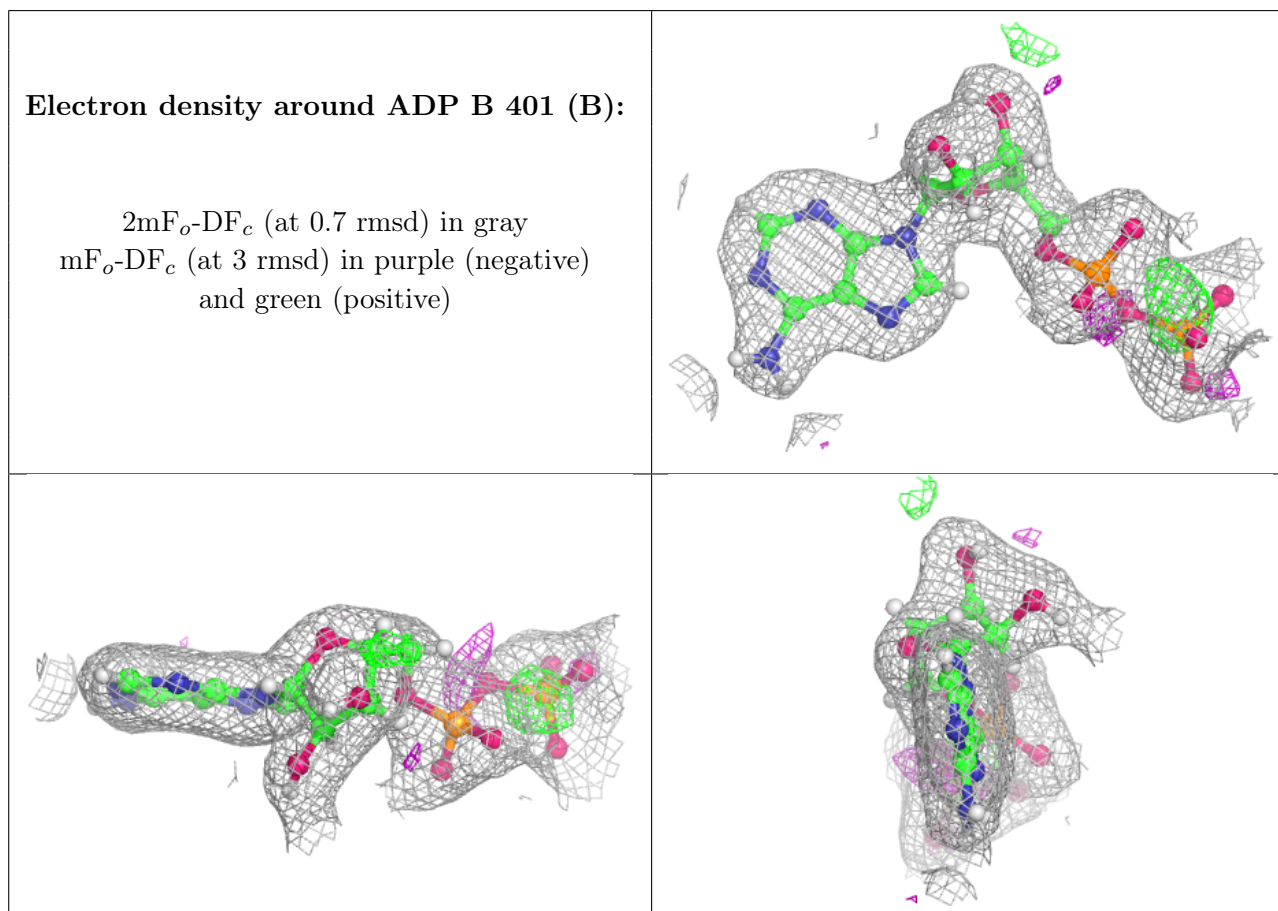 Electron density around ADP B 401 (B):
2mFo-DFc (at 0.7 rmsd) in gray
mFo-DFc (at 3 rmsd) in purple (negative)
and green (positive)